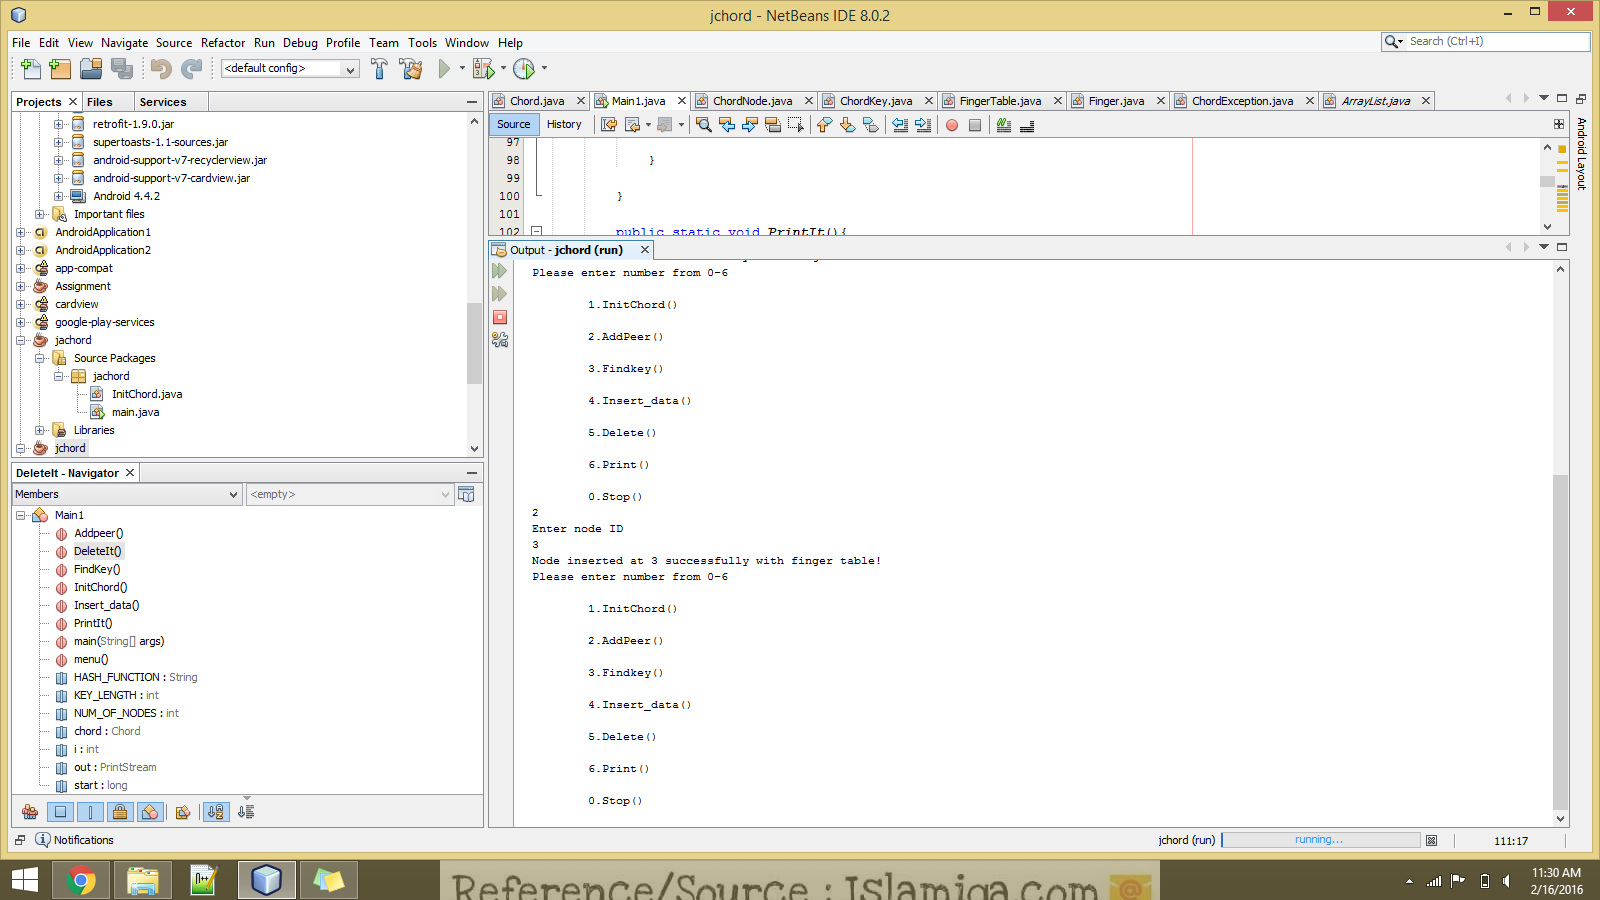 jchord - NetBeans IDE 8.0.2
File Edit View Navigate Source Refactor Run Debug Profile Team Tools Window Help
Search (Ctrl+I)
<default config>
Projects Files Services
retrofit-1.9.0.jar
supertoasts-1.1-sources.jar
android-support-v7-recyclerview.jar
android-support-v7-cardview.jar
Android 4.4.2
Important files
AndroidApplication1
AndroidApplication2
app-compat
Assignment
cardview
google-play-services
jachord
Source Packages
jachord
InitChord.java
main.java
Libraries
jchord
DeleteIt - Navigator
Members <empty>
Main1
Addpeer()
DeleteIt()
FindKey()
InitChord()
Insert_data()
PrintIt()
main(String[] args)
menu()
HASH_FUNCTION : String
KEY_LENGTH : int
NUM_OF_NODES : int
chord : Chord
i : int
out : PrintStream
start : long
Chord.java Main1.java ChordNode.java ChordKey.java FingerTable.java Finger.java ChordException.java ArrayList.java
Source History
97
98 }
99
100 }
101
102 public static void PrintIt(){
Android Layout
Output - jchord (run)
Please enter number from 0-6
1.InitChord()
2.AddPeer()
3.Findkey()
4.Insert_data()
5.Delete()
6.Print()
0.Stop()
2
Enter node ID
3
Node inserted at 3 successfully with finger table!
Please enter number from 0-6
1.InitChord()
2.AddPeer()
3.Findkey()
4.Insert_data()
5.Delete()
6.Print()
0.Stop()
Notifications
jchord (run) running... 111:17
Reference/Source : Islamiqa.com
11:30 AM
2/16/2016